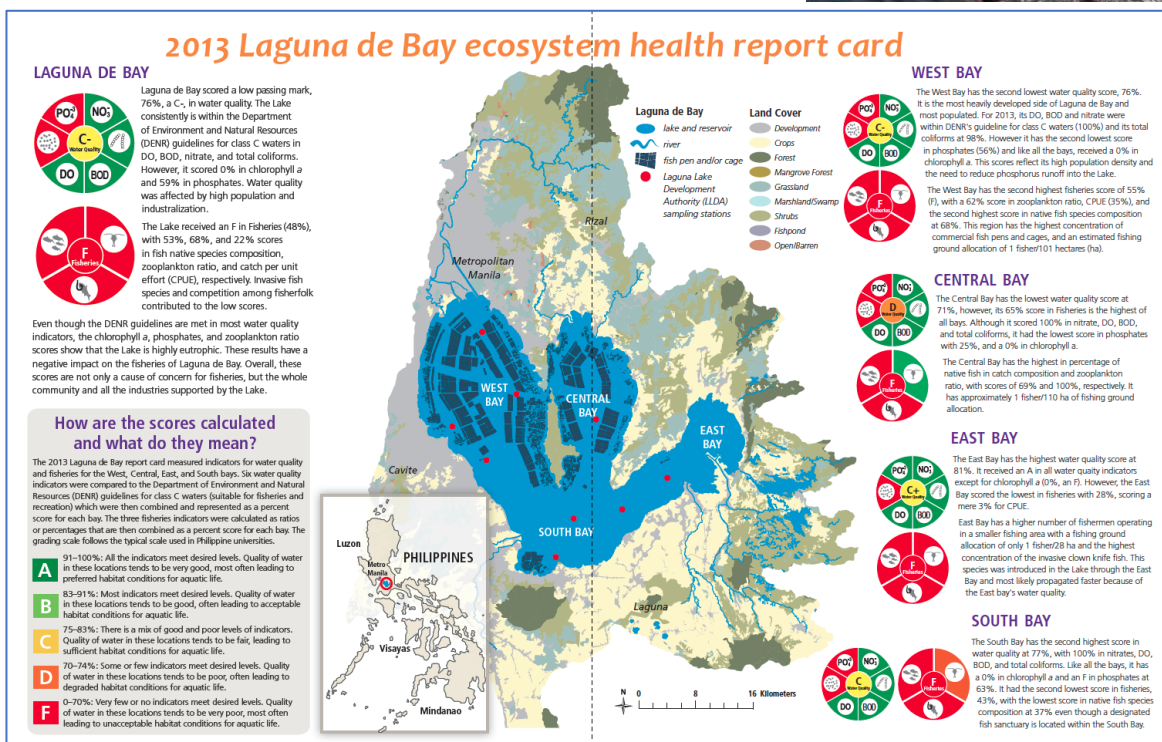 2013 Laguna de Bay ecosystem health report card
LAGUNA DE BAY
PO₄⁻³
NO₃⁻
C-
Water Quality
DO
BOD
F
Fisheries
Laguna de Bay scored a low passing mark,
76%, a C-, in water quality. The Lake
consistently is within the Department
of Environment and Natural Resources
(DENR) guidelines for class C waters in
DO, BOD, nitrate, and total coliforms.
However, it scored 0% in chlorophyll a
and 59% in phosphates. Water quality
was affected by high population and
industrialization.
The Lake received an F in Fisheries (48%),
with 53%, 68%, and 22% scores
in fish native species composition,
zooplankton ratio, and catch per unit
effort (CPUE), respectively. Invasive fish
species and competition among fisherfolk
contributed to the low scores.
Even though the DENR guidelines are met in most water quality
indicators, the chlorophyll a, phosphates, and zooplankton ratio
scores show that the Lake is highly eutrophic. These results have a
negative impact on the fisheries of Laguna de Bay. Overall, these
scores are not only a cause of concern for fisheries, but the whole
community and all the industries supported by the Lake.
How are the scores calculated
and what do they mean?
The 2013 Laguna de Bay report card measured indicators for water quality
and fisheries for the West, Central, East, and South bays. Six water quality
indicators were compared to the Department of Environment and Natural
Resources (DENR) guidelines for class C waters (suitable for fisheries and
recreation) which were then combined and represented as a percent
score for each bay. The three fisheries indicators were calculated as ratios
or percentages that are then combined as a percent score for each bay. The
grading scale follows the typical scale used in Philippine universities.
A
91–100%: All the indicators meet desired levels. Quality of water
in these locations tends to be very good, most often leading to
preferred habitat conditions for aquatic life.
B
83–91%: Most indicators meet desired levels. Quality of water
in these locations tends to be good, often leading to acceptable
habitat conditions for aquatic life.
C
75–83%: There is a mix of good and poor levels of indicators.
Quality of water in these locations tends to be fair, leading to
sufficient habitat conditions for aquatic life.
D
70–74%: Some or few indicators meet desired levels. Quality
of water in these locations tends to be poor, often leading to
degraded habitat conditions for aquatic life.
F
0–70%: Very few or no indicators meet desired levels. Quality
of water in these locations tends to be very poor, most often
leading to unacceptable habitat conditions for aquatic life.
Laguna de Bay
lake and reservoir
river
fish pen and/or cage
Laguna Lake
Development
Authority (LLDA)
sampling stations
Land Cover
Development
Crops
Forest
Mangrove Forest
Grassland
Marshland/Swamp
Shrubs
Fishpond
Open/Barren
Rizal
Metropolitan
Manila
WEST
BAY
CENTRAL
BAY
EAST
BAY
Cavite
SOUTH BAY
Laguna
Luzon
PHILIPPINES
Metro
Manila
Visayas
Mindanao
N
0 8 16 Kilometers
WEST BAY
PO₄⁻³
NO₃⁻
C-
Water Quality
DO
BOD
F
Fisheries
The West Bay has the second lowest water quality score, 76%.
It is the most heavily developed side of Laguna de Bay and
most populated. For 2013, its DO, BOD and nitrate were
within DENR's guideline for class C waters (100%) and its total
coliforms at 98%. However it has the second lowest score
in phosphates (56%) and like all the bays, received a 0% in
chlorophyll a. This scores reflect its high population density and
the need to reduce phosphorus runoff into the Lake.
The West Bay has the second highest fisheries score of 55%
(F), with a 62% score in zooplankton ratio, CPUE (35%), and
the second highest score in native fish species composition
at 68%. This region has the highest concentration of
commercial fish pens and cages, and an estimated fishing
ground allocation of 1 fisher/101 hectares (ha).
CENTRAL BAY
PO₄⁻³
NO₃⁻
D
Water Quality
DO
BOD
F
Fisheries
The Central Bay has the lowest water quality score at
71%, however, its 65% score in Fisheries is the highest of
all bays. Although it scored 100% in nitrate, DO, BOD,
and total coliforms, it had the lowest score in phosphates
with 25%, and a 0% in chlorophyll a.
The Central Bay has the highest in percentage of
native fish in catch composition and zooplankton
ratio, with scores of 69% and 100%, respectively. It
has approximately 1 fisher/110 ha of fishing ground
allocation.
EAST BAY
PO₄⁻³
NO₃⁻
C+
Water Quality
DO
BOD
F
Fisheries
The East Bay has the highest water quality score at
81%. It received an A in all water quaity indicators
except for chlorophyll a (0%, an F). However, the East
Bay scored the lowest in fisheries with 28%, scoring a
mere 3% for CPUE.
East Bay has a higher number of fishermen operating
in a smaller fishing area with a fishing ground
allocation of only 1 fisher/28 ha and the highest
concentration of the invasive clown knife fish. This
species was introduced in the Lake through the East
Bay and most likely propagated faster because of
the East bay's water quality.
SOUTH BAY
PO₄⁻³
NO₃⁻
C
Water Quality
DO
BOD
F
Fisheries
The South Bay has the second highest score in
water quality at 77%, with 100% in nitrates, DO,
BOD, and total coliforms. Like all the bays, it has
a 0% in chlorophyll a and an F in phosphates at
63%. It had the second lowest score in fisheries,
43%, with the lowest score in native fish species
composition at 37% even though a designated
fish sanctuary is located within the South Bay.